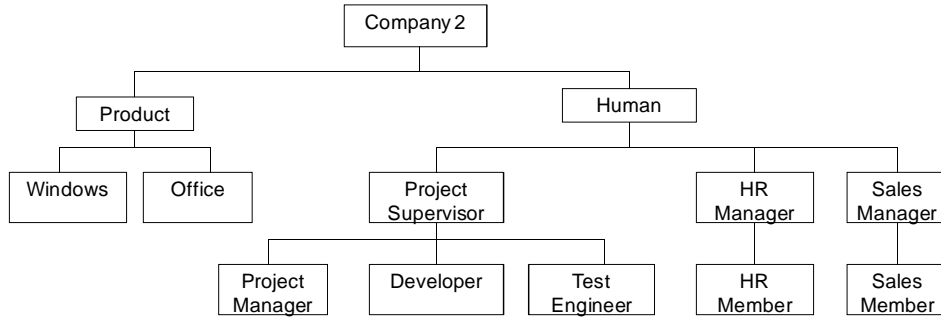 Company 2
Product
Human
Windows
Office
Project
Supervisor
HR
Manager
Sales
Manager
Project
Manager
Developer
Test
Engineer
HR
Member
Sales
Member